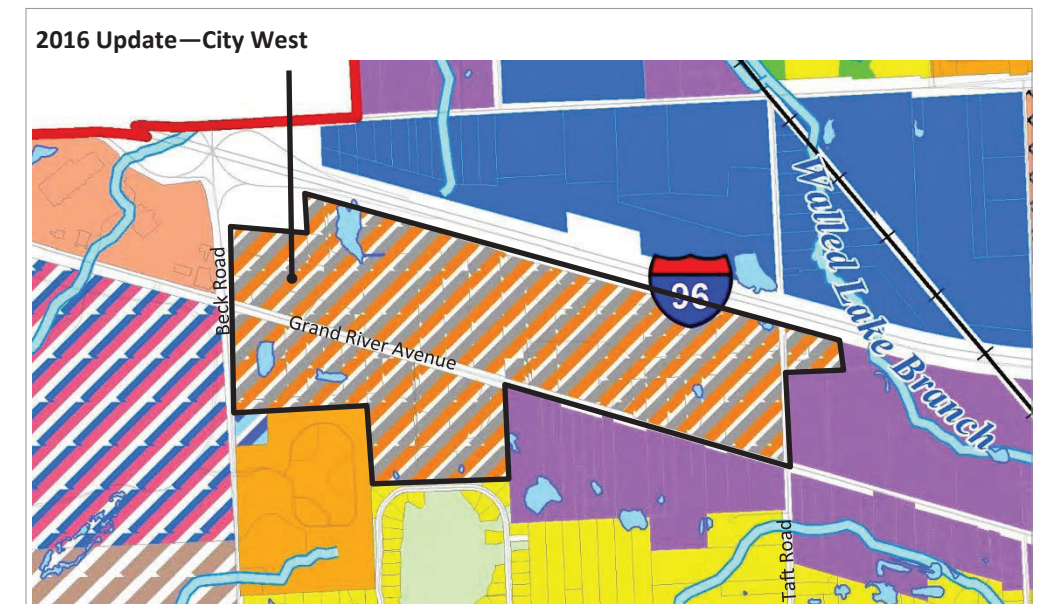 2016 Update—City West
Beck Road
Grand River Avenue
96
Walled Lake Branch
Taft Road